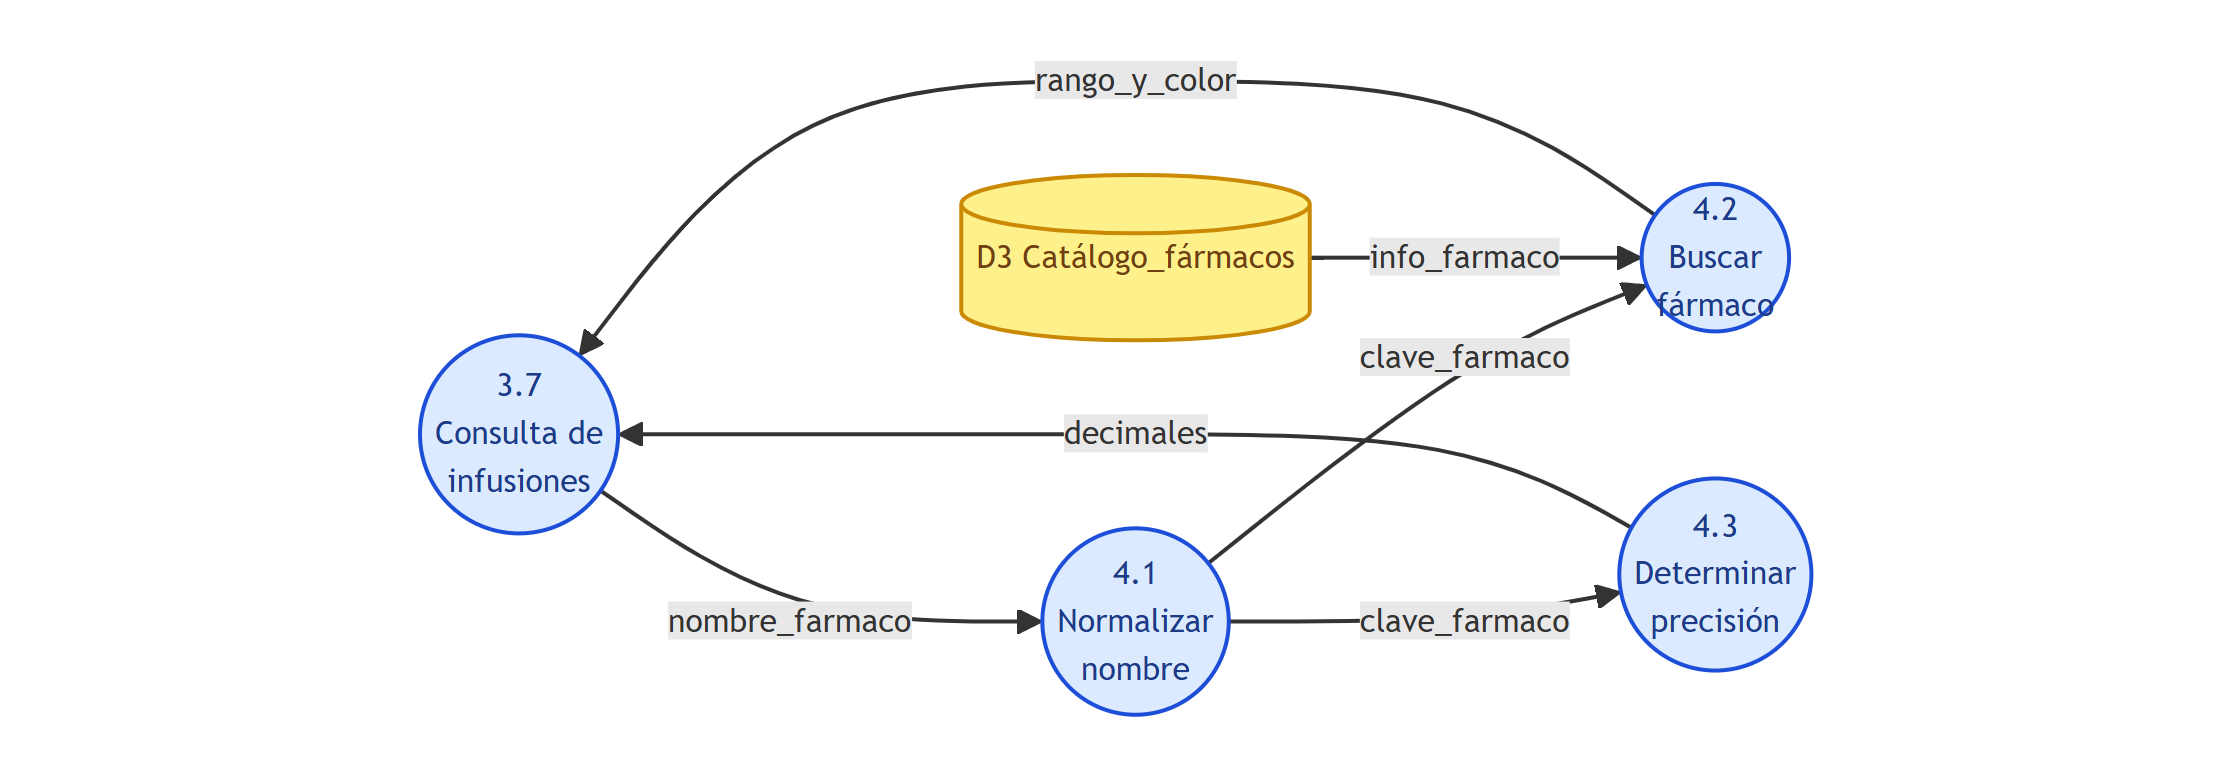 rango_y_color
D3 Catálogo_fármacos
info_farmaco
4.2
Buscar
fármaco
clave_farmaco
3.7
Consulta de
infusiones
decimales
nombre_farmaco
4.1
Normalizar
nombre
clave_farmaco
4.3
Determinar
precisión